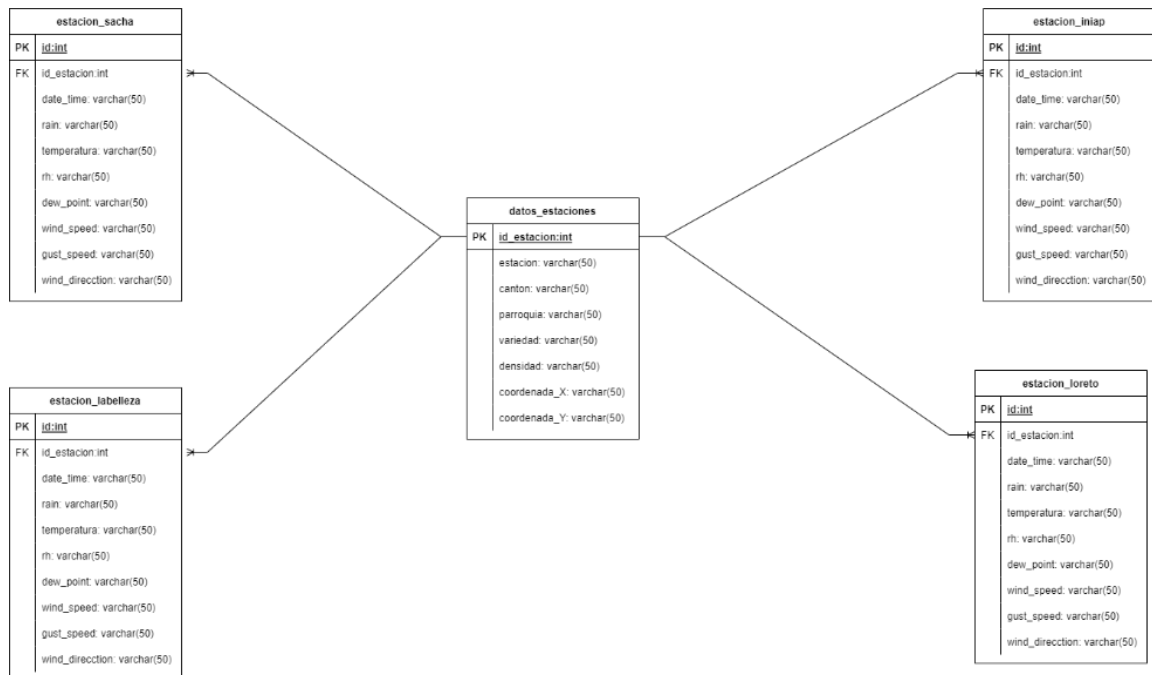 estacion_sacha
PK id:int
FK id_estacion:int
date_time: varchar(50)
rain: varchar(50)
temperatura: varchar(50)
rh: varchar(50)
dew_point: varchar(50)
wind_speed: varchar(50)
gust_speed: varchar(50)
wind_direcction: varchar(50)
estacion_iniap
PK id:int
FK id_estacion:int
date_time: varchar(50)
rain: varchar(50)
temperatura: varchar(50)
rh: varchar(50)
dew_point: varchar(50)
wind_speed: varchar(50)
gust_speed: varchar(50)
wind_direcction: varchar(50)
datos_estaciones
PK id_estacion:int
estacion: varchar(50)
canton: varchar(50)
parroquia: varchar(50)
variedad: varchar(50)
densidad: varchar(50)
coordenada_X: varchar(50)
coordenada_Y: varchar(50)
estacion_labelleza
PK id:int
FK id_estacion:int
date_time: varchar(50)
rain: varchar(50)
temperatura: varchar(50)
rh: varchar(50)
dew_point: varchar(50)
wind_speed: varchar(50)
gust_speed: varchar(50)
wind_direcction: varchar(50)
estacion_loreto
PK id:int
FK id_estacion:int
date_time: varchar(50)
rain: varchar(50)
temperatura: varchar(50)
rh: varchar(50)
dew_point: varchar(50)
wind_speed: varchar(50)
gust_speed: varchar(50)
wind_direcction: varchar(50)